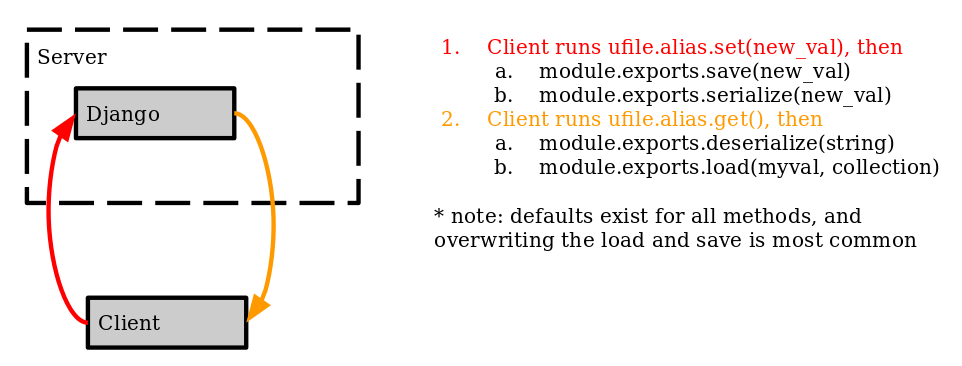 Server
Django
Client
1. Client runs ufile.alias.set(new_val), then
a. module.exports.save(new_val)
b. module.exports.serialize(new_val)
2. Client runs ufile.alias.get(), then
a. module.exports.deserialize(string)
b. module.exports.load(myval, collection)
* note: defaults exist for all methods, and
overwriting the load and save is most common